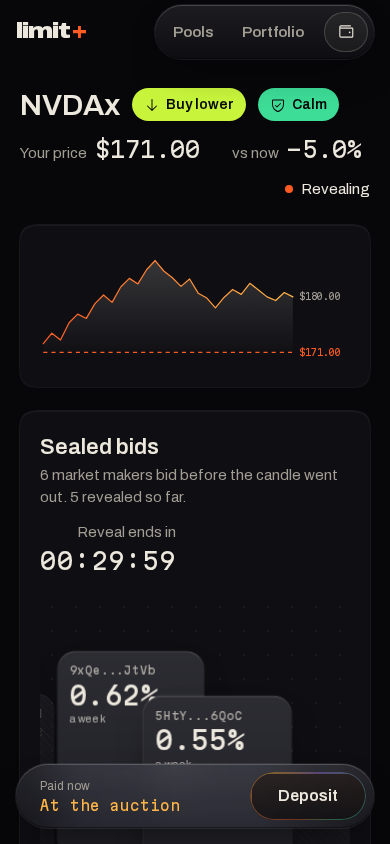 limit+
Pools
Portfolio
NVDAx
Buy lower
Calm
Your price $171.00
vs now −5.0%
Revealing
$180.00
$171.00
Sealed bids
6 market makers bid before the candle went
out. 5 revealed so far.
Reveal ends in
00:29:59
9xQe...JtVb
0.62%
a week
5HtY...6QoC
0.55%
Paid now
At the auction
Deposit